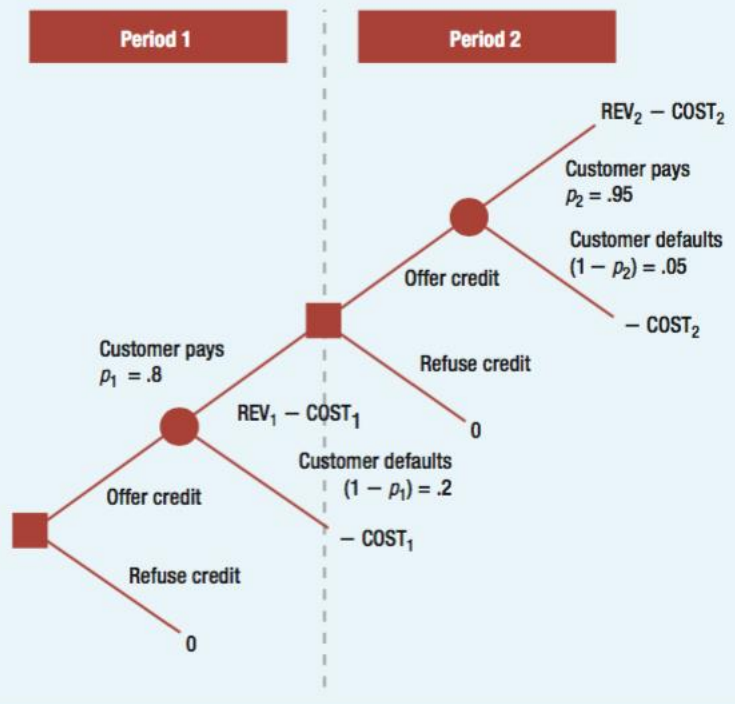 Period 1
Period 2
REV₂ – COST₂
Customer pays
p₂ = .95
Customer defaults
(1 – p₂) = .05
Offer credit
– COST₂
Customer pays
p₁ = .8
Refuse credit
REV₁ – COST₁
0
Customer defaults
(1 – p₁) = .2
Offer credit
– COST₁
Refuse credit
0